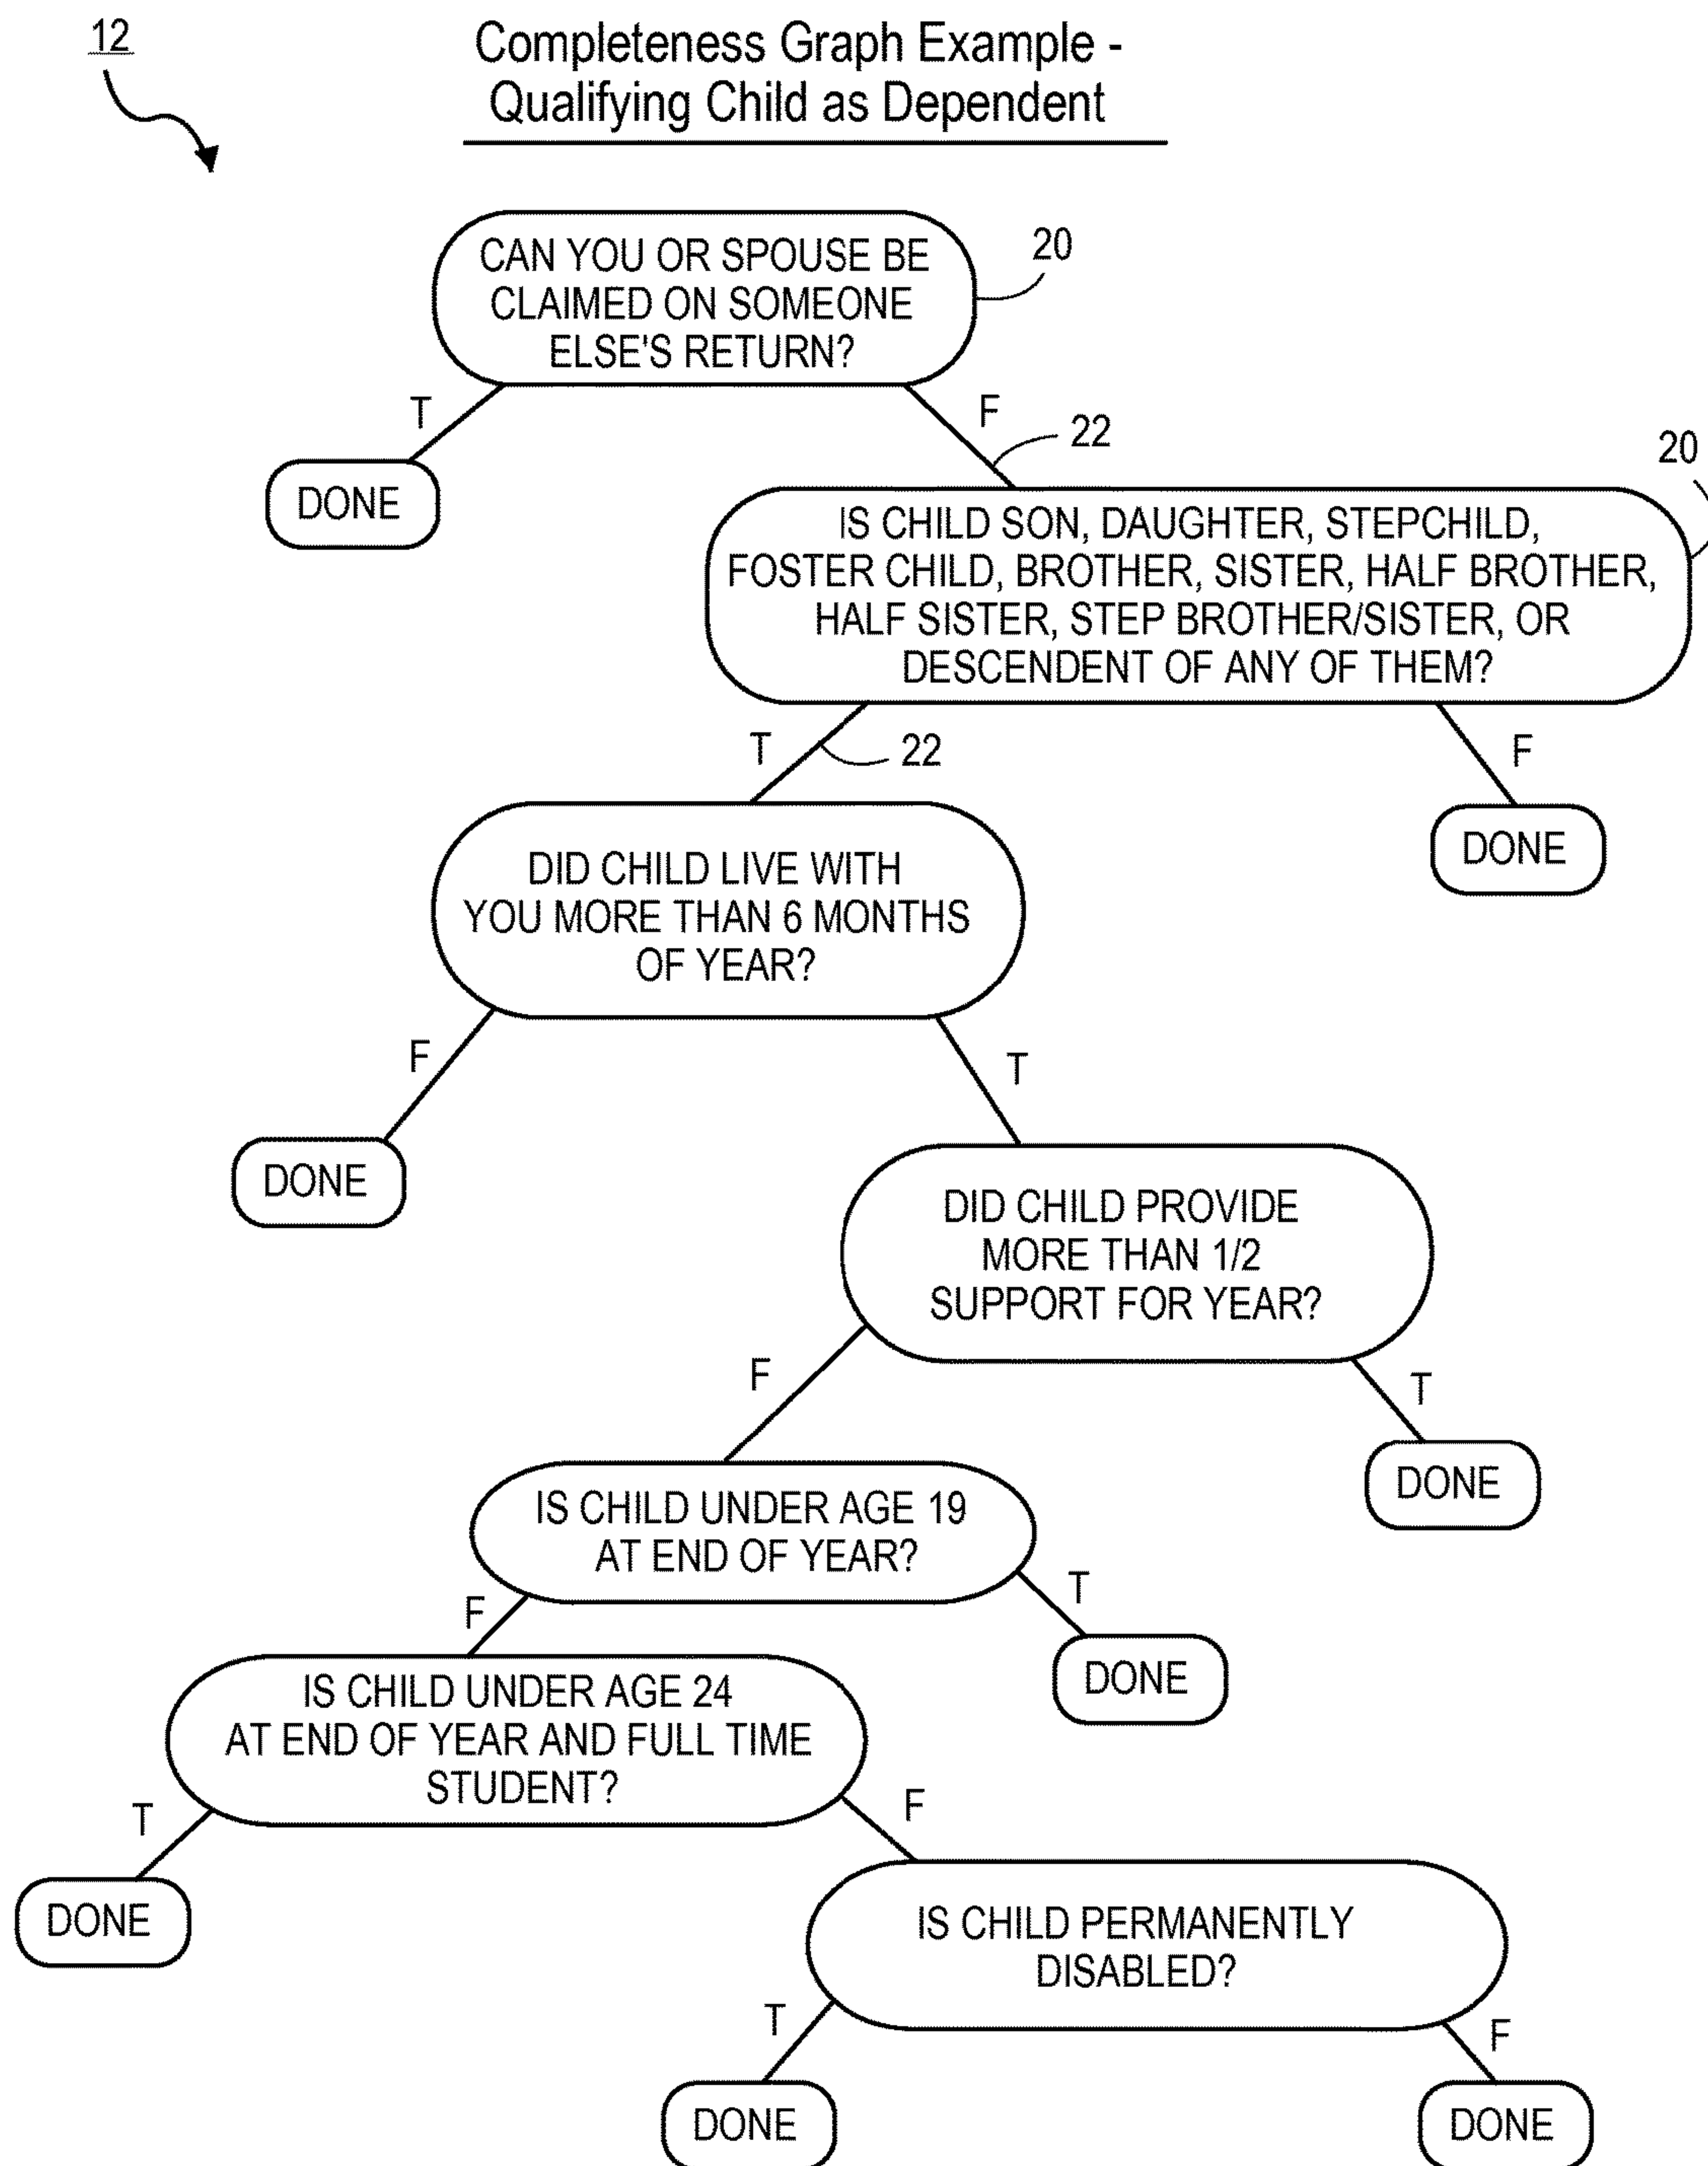 12
Completeness Graph Example -
Qualifying Child as Dependent
CAN YOU OR SPOUSE BE
CLAIMED ON SOMEONE
ELSE'S RETURN?
20
T
F
22
DONE
20
IS CHILD SON, DAUGHTER, STEPCHILD,
FOSTER CHILD, BROTHER, SISTER, HALF BROTHER,
HALF SISTER, STEP BROTHER/SISTER, OR
DESCENDENT OF ANY OF THEM?
T
22
F
DONE
DID CHILD LIVE WITH
YOU MORE THAN 6 MONTHS
OF YEAR?
F
T
DONE
DID CHILD PROVIDE
MORE THAN 1/2
SUPPORT FOR YEAR?
F
T
DONE
IS CHILD UNDER AGE 19
AT END OF YEAR?
F
T
DONE
IS CHILD UNDER AGE 24
AT END OF YEAR AND FULL TIME
STUDENT?
T
F
DONE
IS CHILD PERMANENTLY
DISABLED?
T
F
DONE
DONE